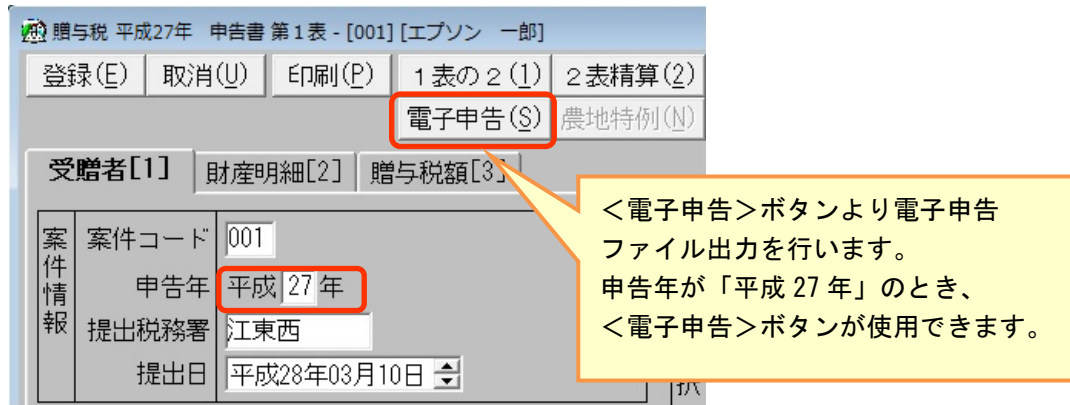 贈与税 平成27年 申告書 第1表 - [001] [エプソン 一郎]
登録(E) 取消(U) 印刷(P) 1表の2(1) 2表精算(2)
電子申告(S) 農地特例(N)
受贈者[1] 財産明細[2] 贈与税額[3]
案件情報
案件コード 001
申告年 平成 27 年
提出税務署 江東西
提出日 平成28年03月10日
＜電子申告＞ボタンより電子申告
ファイル出力を行います。
申告年が「平成 27 年」のとき、
＜電子申告＞ボタンが使用できます。